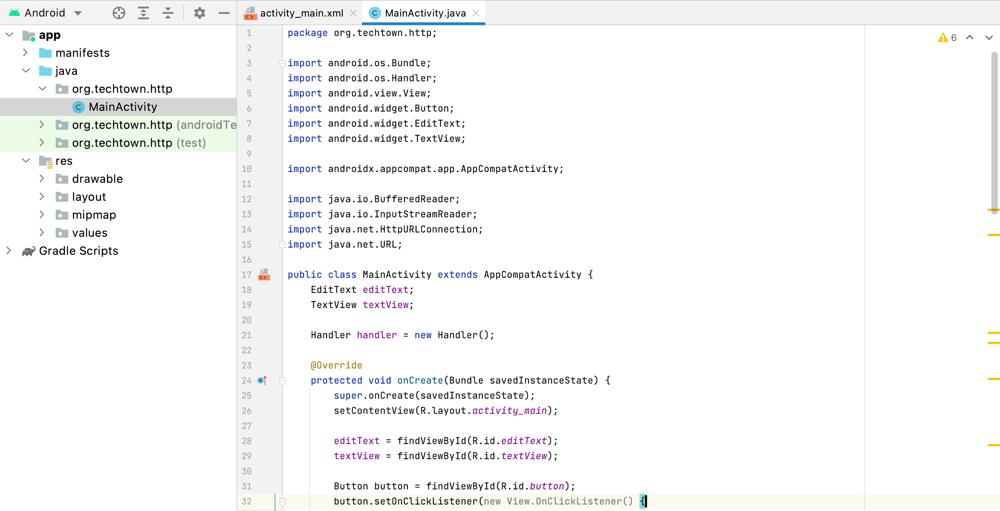 Android
app
manifests
java
org.techtown.http
MainActivity
org.techtown.http (androidTe
org.techtown.http (test)
res
drawable
layout
mipmap
values
Gradle Scripts
activity_main.xml
MainActivity.java
6
1 package org.techtown.http;
2
3 import android.os.Bundle;
4 import android.os.Handler;
5 import android.view.View;
6 import android.widget.Button;
7 import android.widget.EditText;
8 import android.widget.TextView;
9
10 import androidx.appcompat.app.AppCompatActivity;
11
12 import java.io.BufferedReader;
13 import java.io.InputStreamReader;
14 import java.net.HttpURLConnection;
15 import java.net.URL;
16
17 public class MainActivity extends AppCompatActivity {
18 EditText editText;
19 TextView textView;
20
21 Handler handler = new Handler();
22
23 @Override
24 protected void onCreate(Bundle savedInstanceState) {
25 super.onCreate(savedInstanceState);
26 setContentView(R.layout.activity_main);
27
28 editText = findViewById(R.id.editText);
29 textView = findViewById(R.id.textView);
30
31 Button button = findViewById(R.id.button);
32 button.setOnClickListener(new View.OnClickListener() {